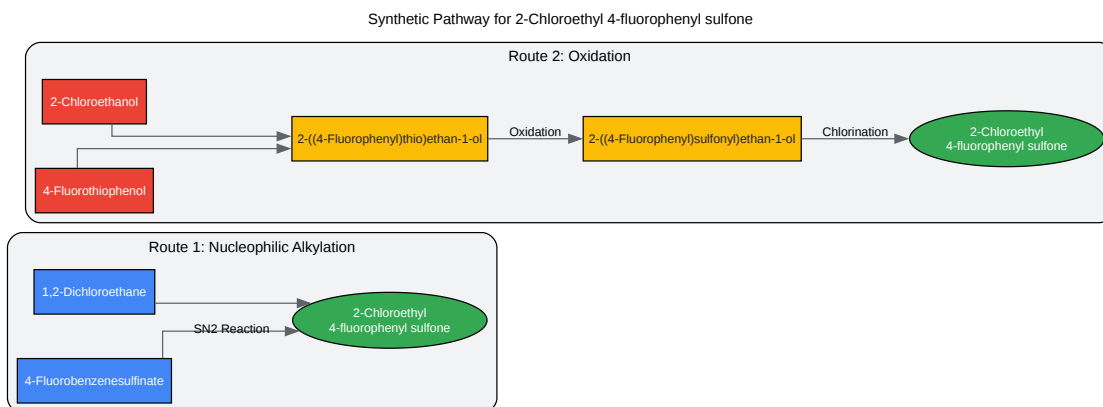 Synthetic Pathway for 2-Chloroethyl 4-fluorophenyl sulfone
Route 2: Oxidation
2-Chloroethanol
4-Fluorothiophenol
2-((4-Fluorophenyl)thio)ethan-1-ol
Oxidation
2-((4-Fluorophenyl)sulfonyl)ethan-1-ol
Chlorination
2-Chloroethyl
4-fluorophenyl sulfone
Route 1: Nucleophilic Alkylation
1,2-Dichloroethane
4-Fluorobenzenesulfinate
SN2 Reaction
2-Chloroethyl
4-fluorophenyl sulfone